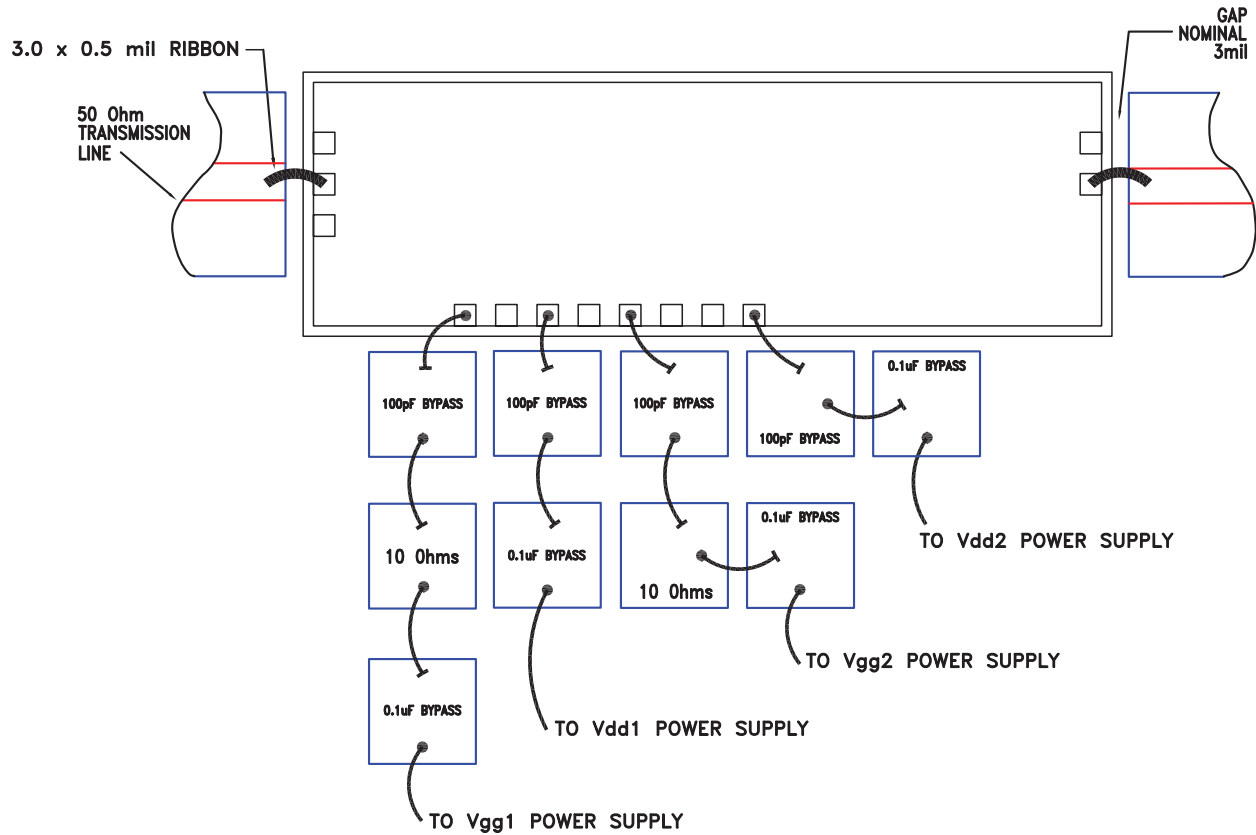 GAP
NOMINAL
3mil
3.0 x 0.5 mil RIBBON
50 Ohm
TRANSMISSION
LINE
100pF BYPASS
100pF BYPASS
100pF BYPASS
100pF BYPASS
0.1uF BYPASS
10 Ohms
0.1uF BYPASS
10 Ohms
0.1uF BYPASS
TO Vdd2 POWER SUPPLY
TO Vgg2 POWER SUPPLY
0.1uF BYPASS
TO Vdd1 POWER SUPPLY
TO Vgg1 POWER SUPPLY